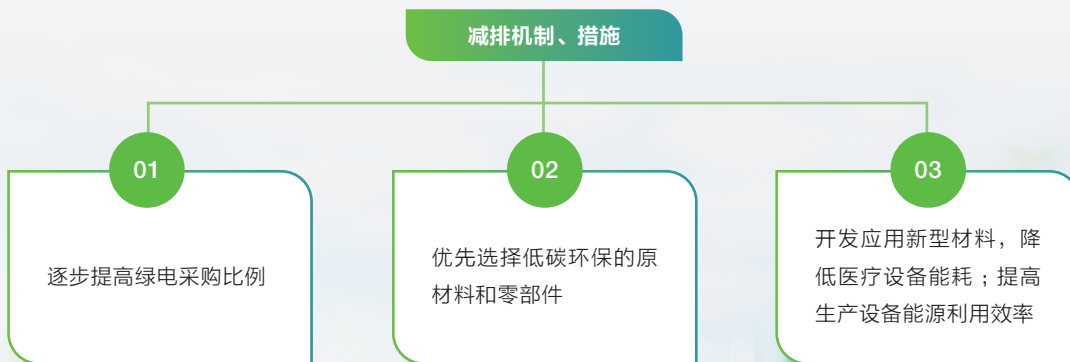 减排机制、措施
01
逐步提高绿电采购比例
02
优先选择低碳环保的原
材料和零部件
03
开发应用新型材料，降
低医疗设备能耗；提高
生产设备能源利用效率